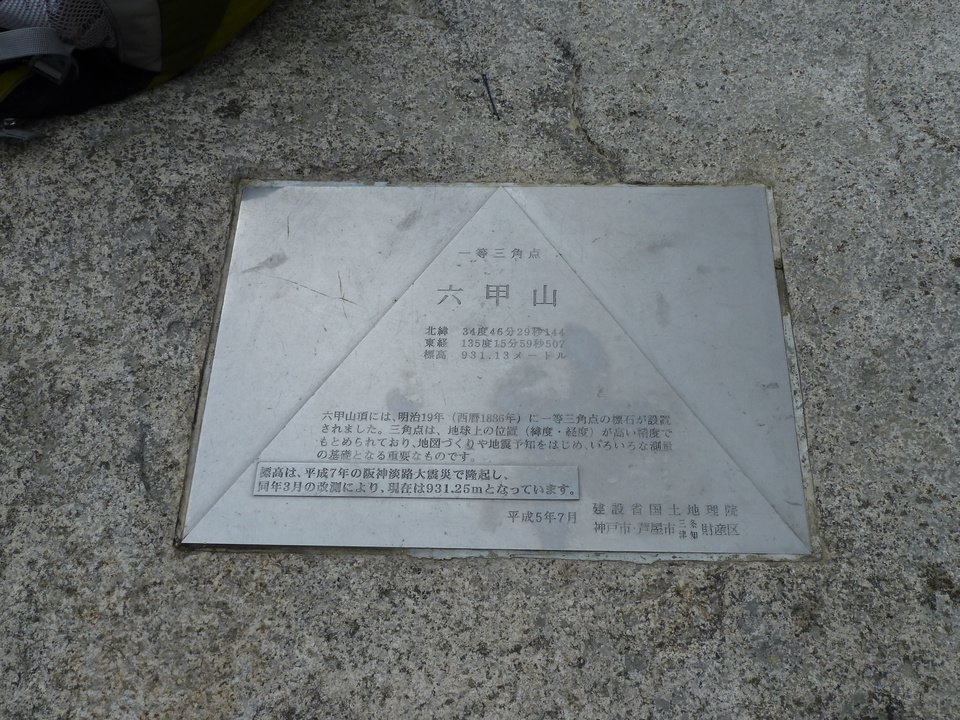 一等三角点
六甲山
北緯 34度46分29秒144
東経 135度15分59秒507
標高 931.13メートル
六甲山頂には、明治19年（西暦1886年）に一等三角点の標石が設置
されました。三角点は、地球上の位置（緯度・経度）が高い精度で
もとめられており、地図づくりや地震予知をはじめ、いろいろな測量
の基礎となる重要なものです。
標高は、平成7年の阪神淡路大震災で隆起し、
同年3月の改測により、現在は931.25mとなっています。
平成5年7月
建設省国土地理院
神戸市・芦屋市三条津知財産区